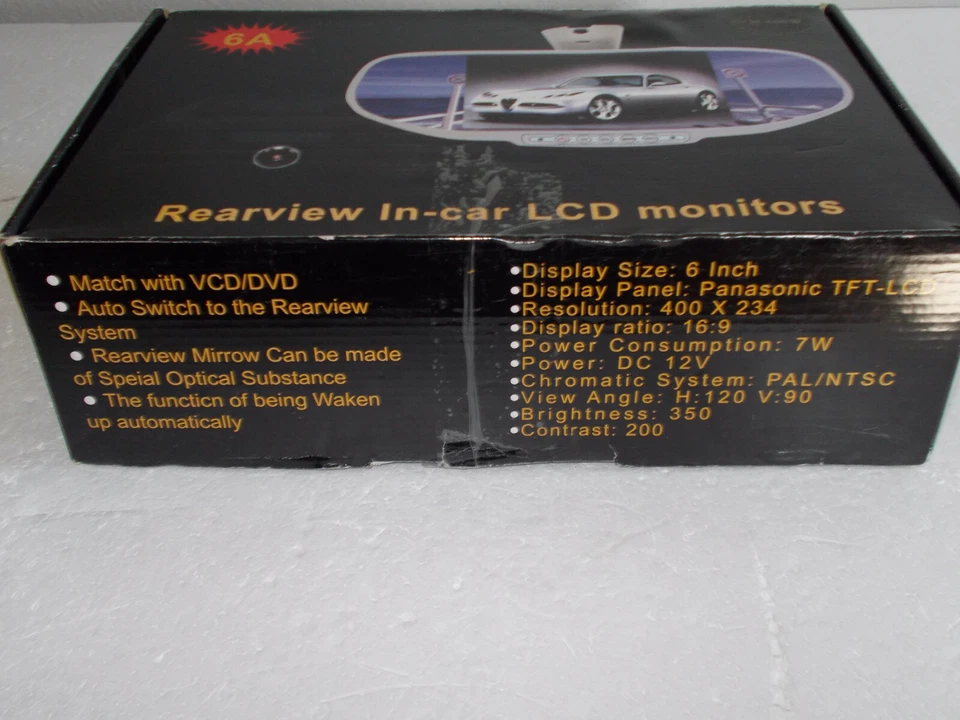 6A
Rearview In-car LCD monitors
Match with VCD/DVD
Auto Switch to the Rearview
System
Rearview Mirrow Can be made
of Speial Optical Substance
The function of being Waken
up automatically
Display Size: 6 Inch
Display Panel: Panasonic TFT-LCD
Resolution: 400 X 234
Display ratio: 16:9
Power Consumption: 7W
Power: DC 12V
Chromatic System: PAL/NTSC
View Angle: H:120 V:90
Brightness: 350
Contrast: 200